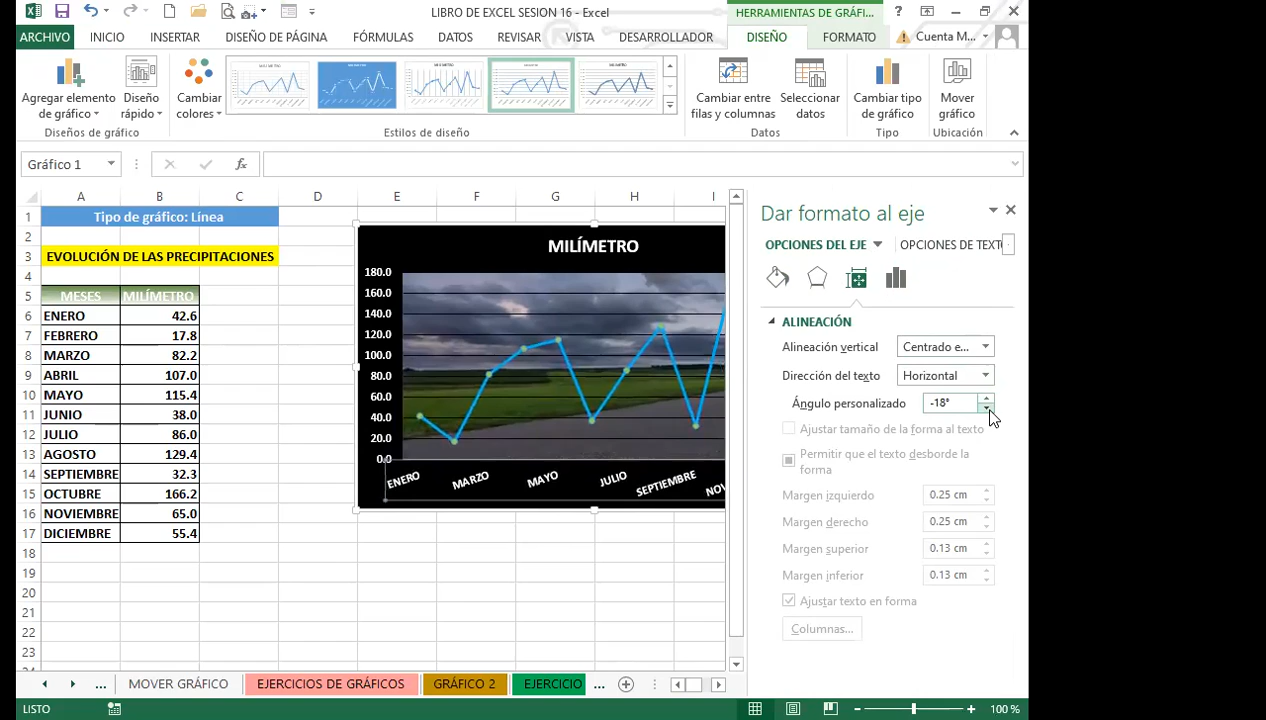 LIBRO DE EXCEL SESION 16 - Excel
HERRAMIENTAS DE GRÁFI...
?
ARCHIVO INICIO INSERTAR DISEÑO DE PÁGINA FÓRMULAS DATOS REVISAR VISTA DESARROLLADOR DISEÑO FORMATO Cuenta M...
Agregar elemento de gráfico
Diseño rápido
Cambiar colores
Cambiar entre filas y columnas
Seleccionar datos
Cambiar tipo de gráfico
Mover gráfico
Diseños de gráfico Estilos de diseño Datos Tipo Ubicación
Gráfico 1 fx
A B C D E F G H I
1 Tipo de gráfico: Línea
2
3 EVOLUCIÓN DE LAS PRECIPITACIONES
4
5 MESES MILÍMETRO
6 ENERO 42.6
7 FEBRERO 17.8
8 MARZO 82.2
9 ABRIL 107.0
10 MAYO 115.4
11 JUNIO 38.0
12 JULIO 86.0
13 AGOSTO 129.4
14 SEPTIEMBRE 32.3
15 OCTUBRE 166.2
16 NOVIEMBRE 65.0
17 DICIEMBRE 55.4
18
19
20
21
22
23
24
MILÍMETRO
180.0
160.0
140.0
120.0
100.0
80.0
60.0
40.0
20.0
0.0
ENERO MARZO MAYO JULIO SEPTIEMBRE NOV
Dar formato al eje
OPCIONES DEL EJE OPCIONES DE TEXTO
ALINEACIÓN
Alineación vertical Centrado e...
Dirección del texto Horizontal
Ángulo personalizado -18°
Ajustar tamaño de la forma al texto
Permitir que el texto desborde la
forma
Margen izquierdo 0.25 cm
Margen derecho 0.25 cm
Margen superior 0.13 cm
Margen inferior 0.13 cm
Ajustar texto en forma
Columnas...
... MOVER GRÁFICO EJERCICIOS DE GRÁFICOS GRÁFICO 2 EJERCICIO ...
LISTO 100 %